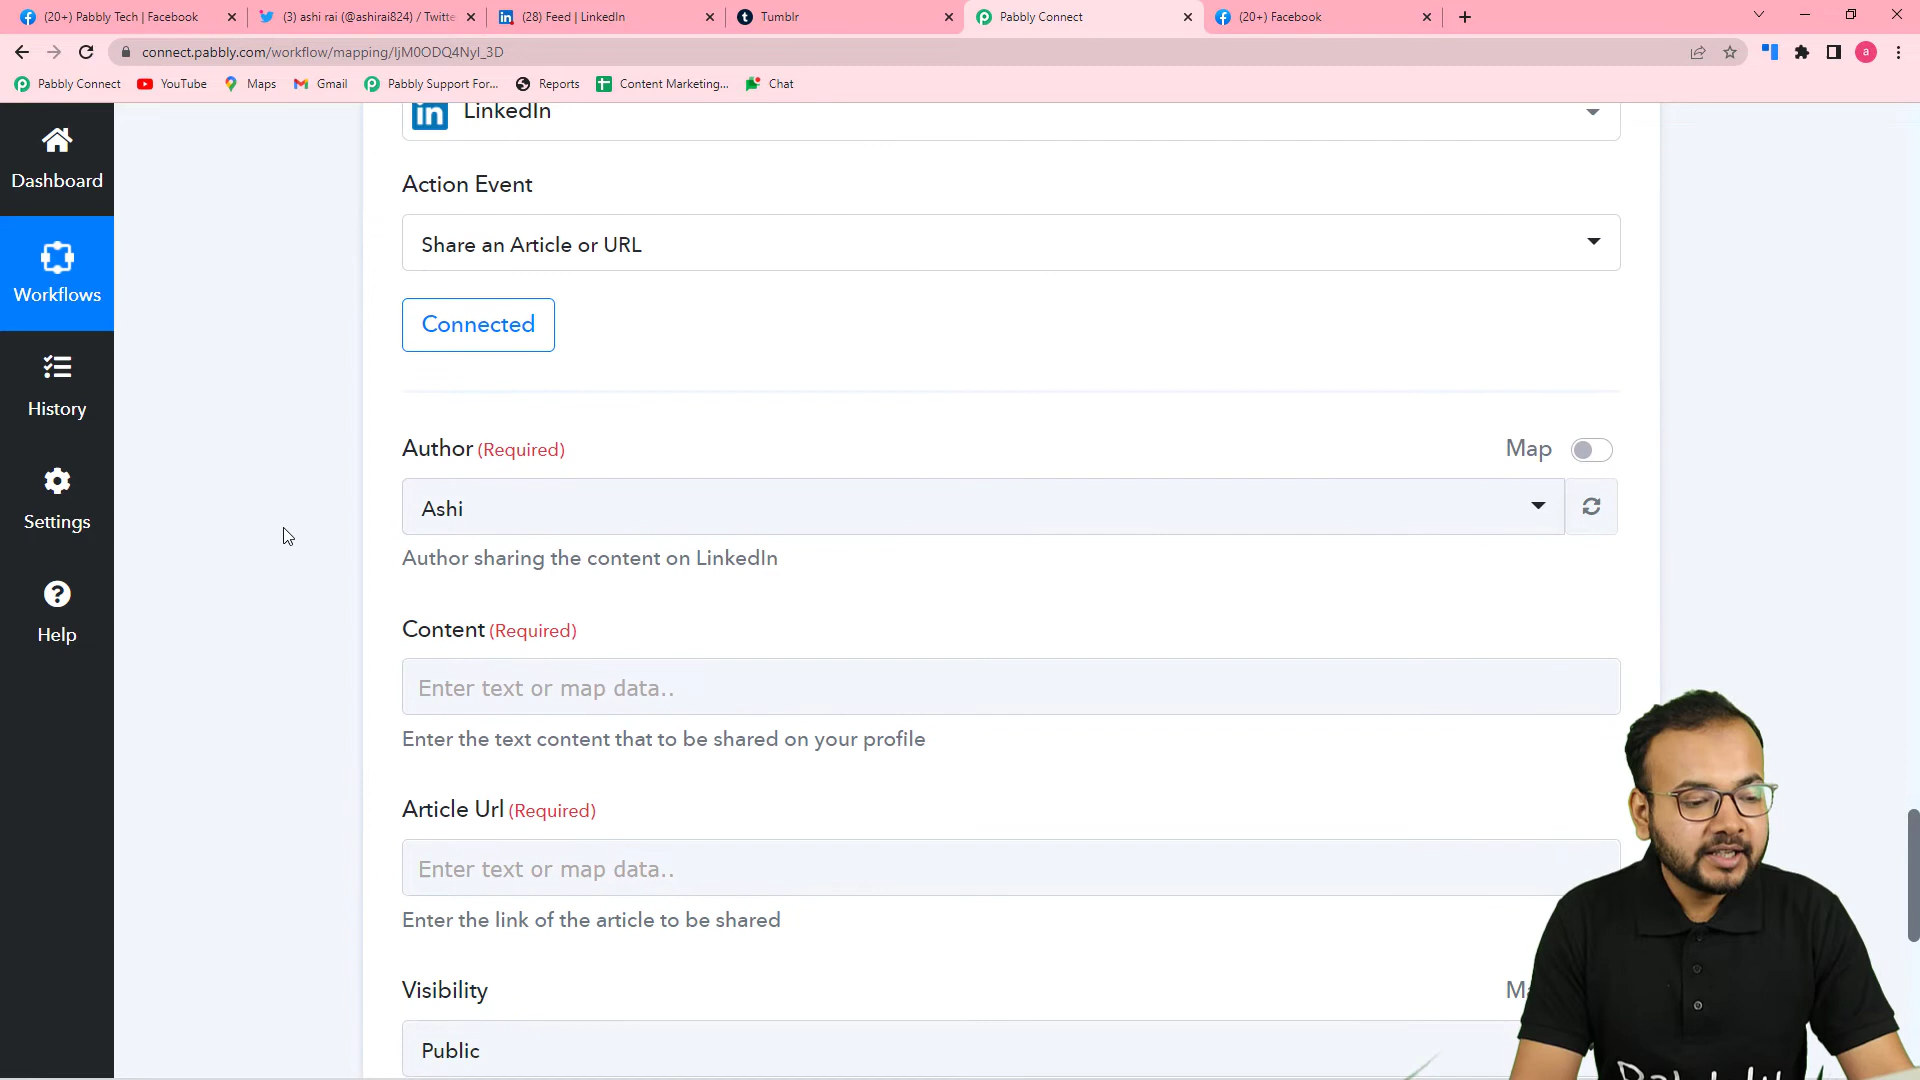 (20+) Pabbly Tech | Facebook
(3) ashi rai (@ashirai824) / Twitte
(28) Feed | LinkedIn
Tumblr
Pabbly Connect
(20+) Facebook
connect.pabbly.com/workflow/mapping/IjM0ODQ4NyI_3D
a
Pabbly Connect
YouTube
Maps
Gmail
Pabbly Support For...
Reports
Content Marketing...
Chat
Dashboard
Workflows
History
Settings
Help
in LinkedIn
Action Event
Share an Article or URL
Connected
Author (Required)
Map
Ashi
Author sharing the content on LinkedIn
Content (Required)
Enter text or map data..
Enter the text content that to be shared on your profile
Article Url (Required)
Enter text or map data..
Enter the link of the article to be shared
Visibility
Public